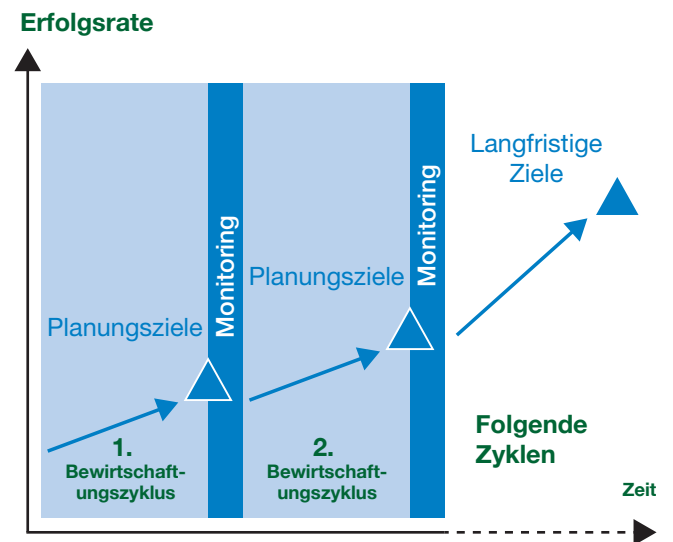 Erfolgsrate
Planungsziele
1.
Bewirtschaft-
ungszyklus
Monitoring
Planungsziele
2.
Bewirtschaft-
ungszyklus
Monitoring
Langfristige
Ziele
Folgende
Zyklen
Zeit